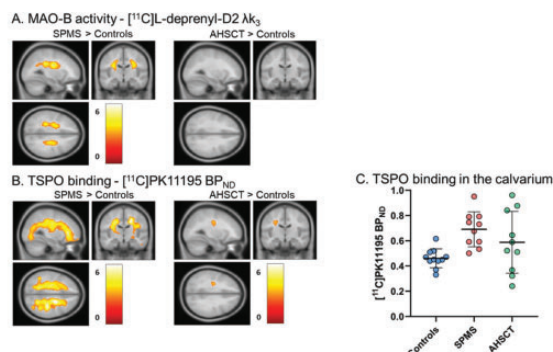 A. MAO-B activity - [¹¹C]L-deprenyl-D2 λk₃
SPMS > Controls
AHSCT > Controls
6
0
B. TSPO binding - [¹¹C]PK11195 BP_ND
SPMS > Controls
AHSCT > Controls
6
0
6
0
C. TSPO binding in the calvarium
[¹¹C]PK11195 BP_ND
1.0
0.8
0.6
0.4
0.2
0.0
Controls
SPMS
AHSCT